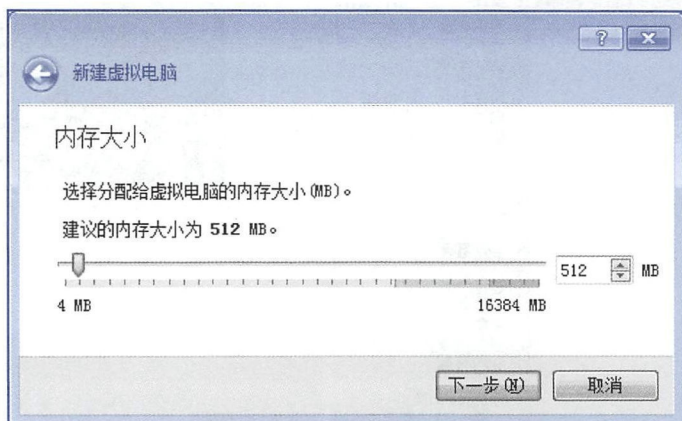 新建虚拟电脑
内存大小
选择分配给虚拟电脑的内存大小(MB)。
建议的内存大小为 512 MB。
512 MB
4 MB 16384 MB
下一步(N) 取消